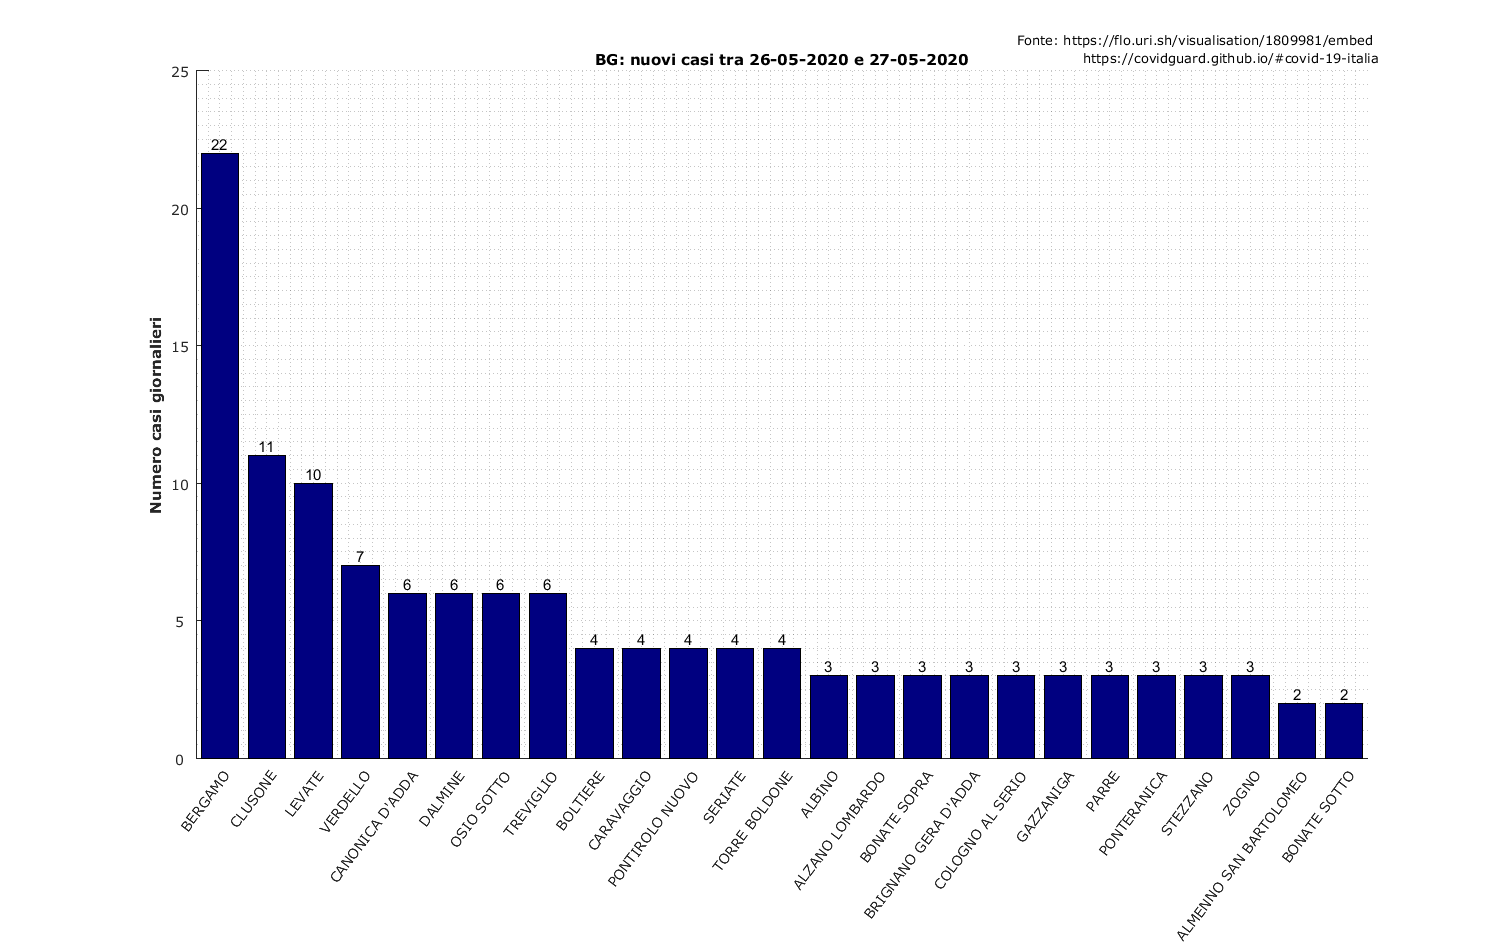 Fonte: https://flo.uri.sh/visualisation/1809981/embed
https://covidguard.github.io/#covid-19-italia
BG: nuovi casi tra 26-05-2020 e 27-05-2020
Numero casi giornalieri
25
20
15
10
5
0
22
11
10
7
6
6
6
6
4
4
4
4
4
3
3
3
3
3
3
3
3
3
3
2
2
BERGAMO
CLUSONE
LEVATE
VERDELLO
CANONICA D'ADDA
DALMINE
OSIO SOTTO
TREVIGLIO
BOLTIERE
CARAVAGGIO
PONTIROLO NUOVO
SERIATE
TORRE BOLDONE
ALBINO
ALZANO LOMBARDO
BONATE SOPRA
BRIGNANO GERA D'ADDA
COLOGNO AL SERIO
GAZZANIGA
PARRE
PONTERANICA
STEZZANO
ZOGNO
ALMENNO SAN BARTOLOMEO
BONATE SOTTO